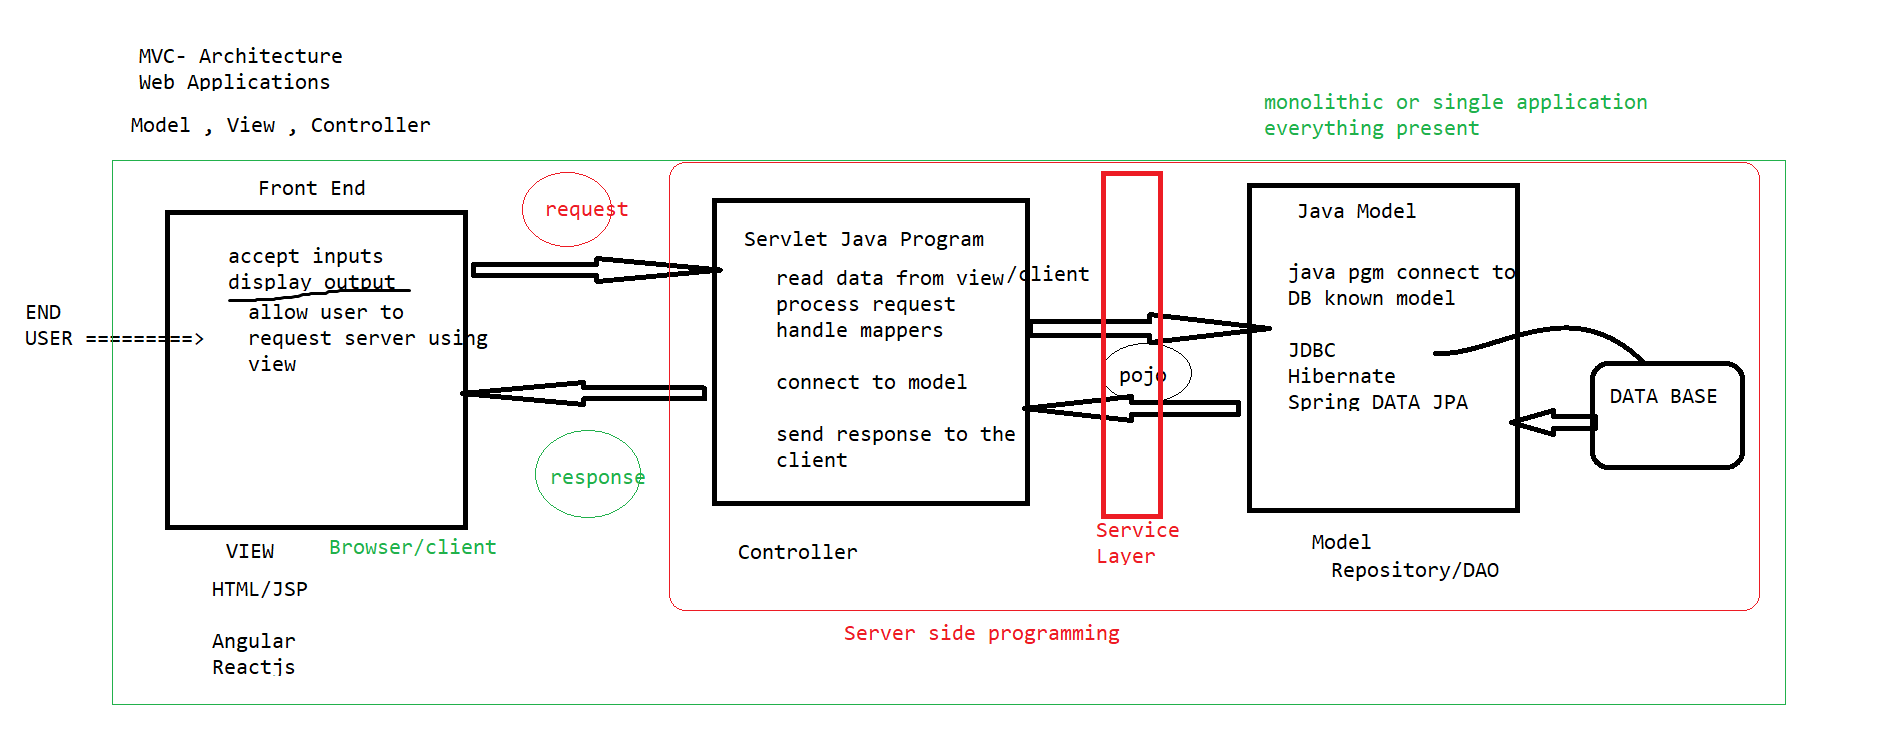 MVC- Architecture
Web Applications
Model , View , Controller
monolithic or single application
everything present
Front End
request
accept inputs
display output
allow user to
request server using
view
END
USER =========>
response
VIEW
Browser/client
HTML/JSP
Angular
Reactjs
Servlet Java Program
read data from view/client
process request
handle mappers
connect to model
send response to the
client
Controller
pojo
Service
Layer
Java Model
java pgm connect to
DB known model
JDBC
Hibernate
Spring DATA JPA
DATA BASE
Model
Repository/DAO
Server side programming